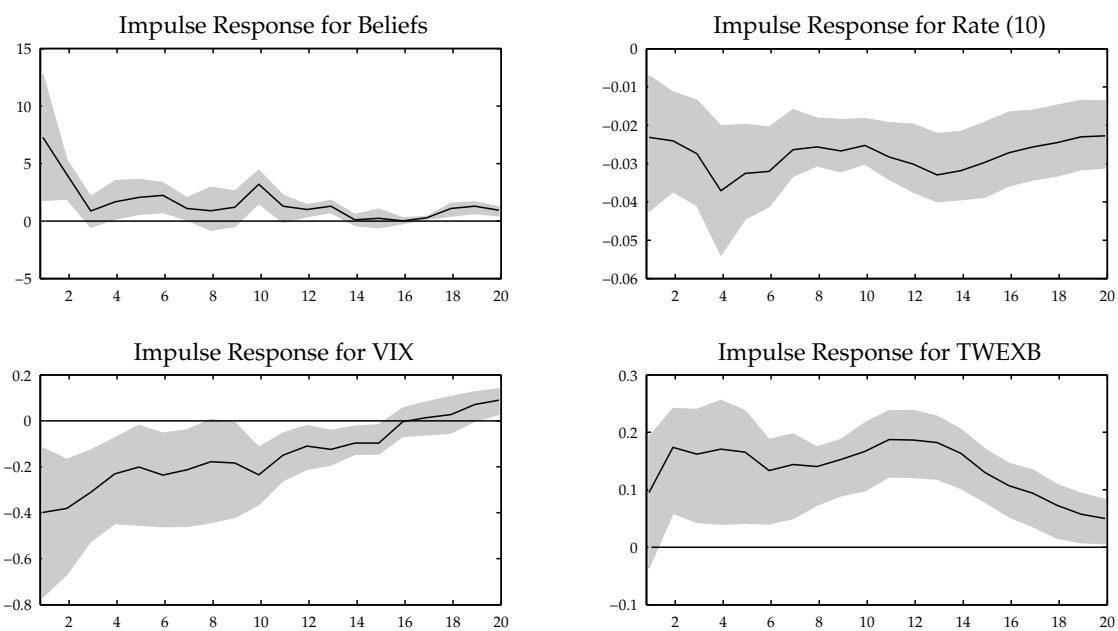 Impulse Response for Beliefs
15
10
5
0
−5
2 4 6 8 10 12 14 16 18 20
Impulse Response for Rate (10)
0
−0.01
−0.02
−0.03
−0.04
−0.05
−0.06
2 4 6 8 10 12 14 16 18 20
Impulse Response for VIX
0.2
0
−0.2
−0.4
−0.6
−0.8
2 4 6 8 10 12 14 16 18 20
Impulse Response for TWEXB
0.3
0.2
0.1
0
−0.1
2 4 6 8 10 12 14 16 18 20